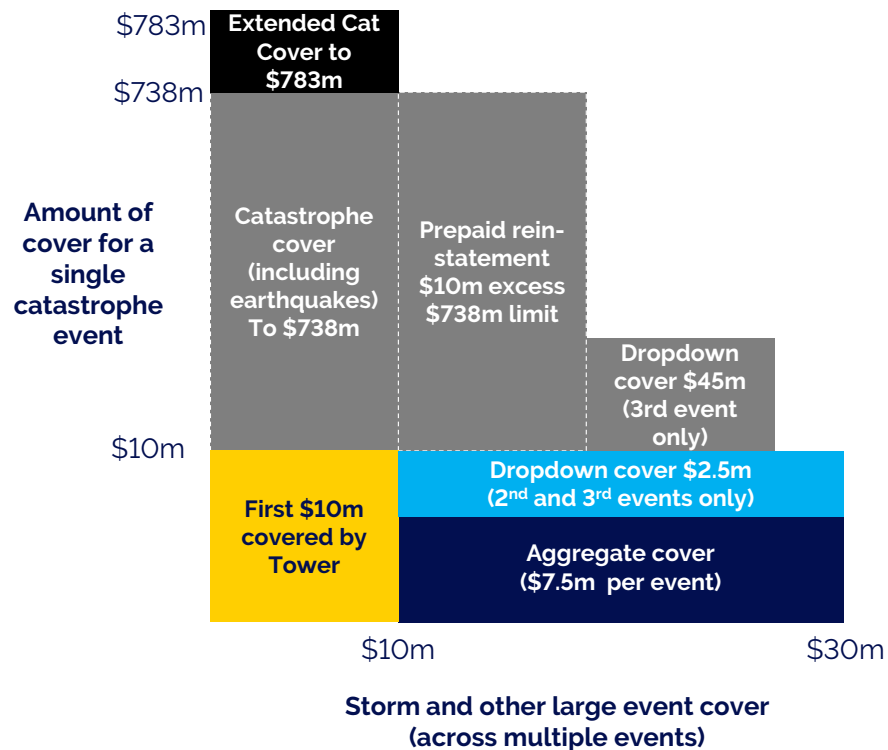 $783m
Extended Cat
Cover to
$783m
$738m
Amount of
cover for a
single
catastrophe
event
Catastrophe
cover
(including
earthquakes)
To $738m
Prepaid rein-
statement
$10m excess
$738m limit
Dropdown
cover $45m
(3rd event
only)
$10m
First $10m
covered by
Tower
Dropdown cover $2.5m
(2nd and 3rd events only)
Aggregate cover
($7.5m per event)
$10m
$30m
Storm and other large event cover
(across multiple events)